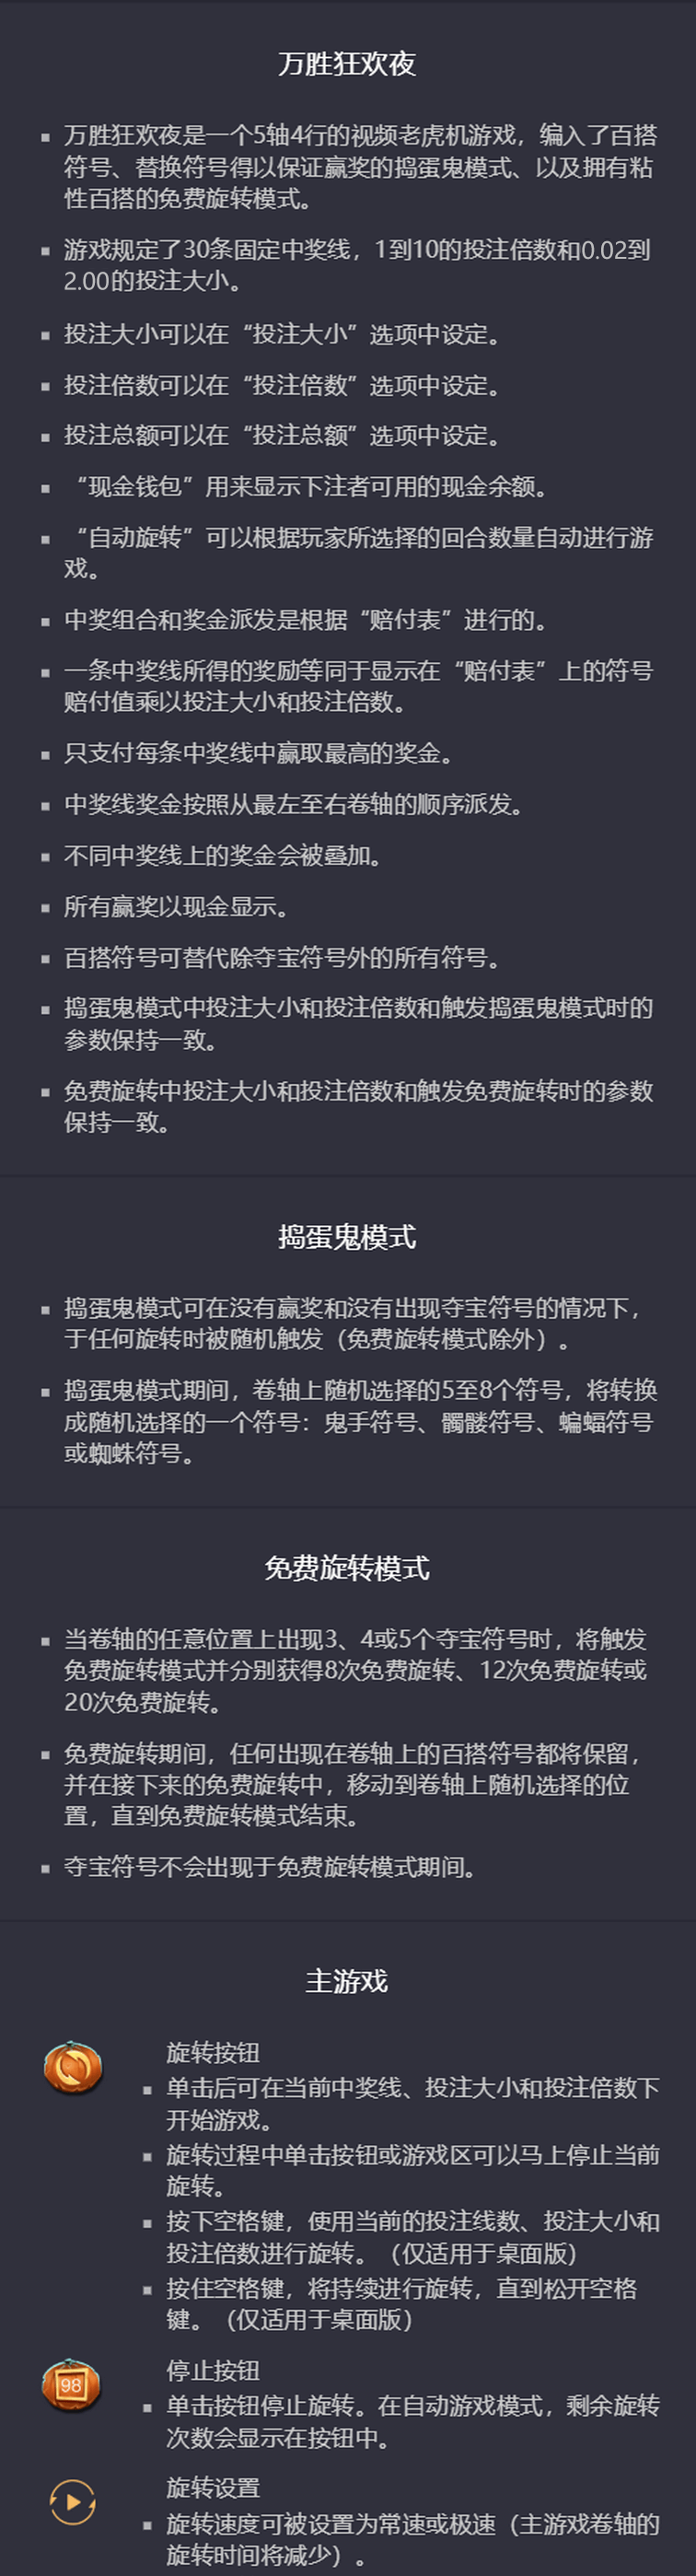 万胜狂欢夜
万胜狂欢夜是一个5轴4行的视频老虎机游戏，编入了百搭
符号、替换符号得以保证赢奖的捣蛋鬼模式、以及拥有粘
性百搭的免费旋转模式。
游戏规定了30条固定中奖线，1到10的投注倍数和0.02到
2.00的投注大小。
投注大小可以在“投注大小”选项中设定。
投注倍数可以在“投注倍数”选项中设定。
投注总额可以在“投注总额”选项中设定。
“现金钱包”用来显示下注者可用的现金余额。
“自动旋转”可以根据玩家所选择的回合数量自动进行游
戏。
中奖组合和奖金派发是根据“赔付表”进行的。
一条中奖线所得的奖励等同于显示在“赔付表”上的符号
赔付值乘以投注大小和投注倍数。
只支付每条中奖线中赢取最高的奖金。
中奖线奖金按照从最左至右卷轴的顺序派发。
不同中奖线上的奖金会被叠加。
所有赢奖以现金显示。
百搭符号可替代除夺宝符号外的所有符号。
捣蛋鬼模式中投注大小和投注倍数和触发捣蛋鬼模式时的
参数保持一致。
免费旋转中投注大小和投注倍数和触发免费旋转时的参数
保持一致。
捣蛋鬼模式
捣蛋鬼模式可在没有赢奖和没有出现夺宝符号的情况下，
于任何旋转时被随机触发（免费旋转模式除外）。
捣蛋鬼模式期间，卷轴上随机选择的5至8个符号，将转换
成随机选择的一个符号：鬼手符号、髑髅符号、蝙蝠符号
或蜘蛛符号。
免费旋转模式
当卷轴的任意位置上出现3、4或5个夺宝符号时，将触发
免费旋转模式并分别获得8次免费旋转、12次免费旋转或
20次免费旋转。
免费旋转期间，任何出现在卷轴上的百搭符号都将保留，
并在接下来的免费旋转中，移动到卷轴上随机选择的位
置，直到免费旋转模式结束。
夺宝符号不会出现于免费旋转模式期间。
主游戏
旋转按钮
单击后可在当前中奖线、投注大小和投注倍数下
开始游戏。
旋转过程中单击按钮或游戏区可以马上停止当前
旋转。
按下空格键，使用当前的投注线数、投注大小和
投注倍数进行旋转。（仅适用于桌面版）
按住空格键，将持续进行旋转，直到松开空格
键。（仅适用于桌面版）
98
停止按钮
单击按钮停止旋转。在自动游戏模式，剩余旋转
次数会显示在按钮中。
旋转设置
旋转速度可被设置为常速或极速（主游戏卷轴的
旋转时间将减少）。